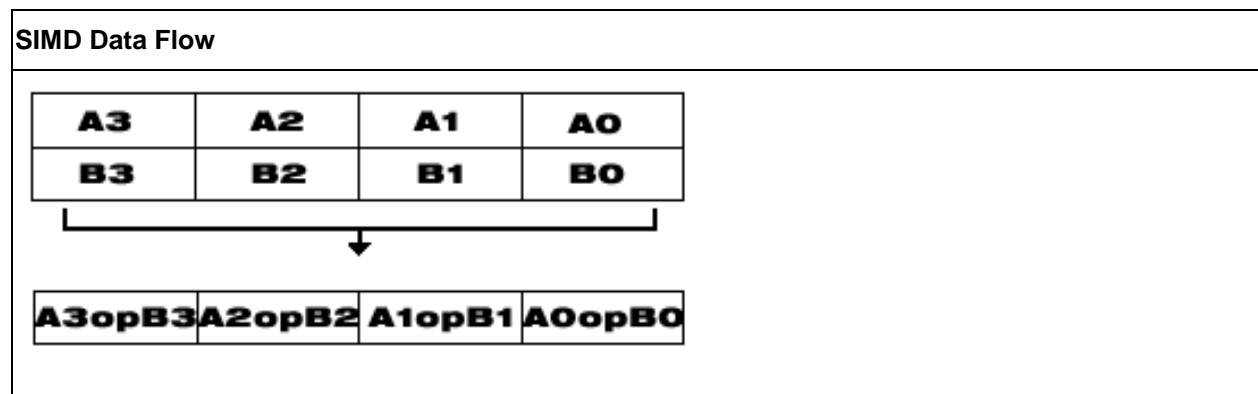 SIMD Data Flow
A3 A2 A1 A0
B3 B2 B1 B0
A3opB3 A2opB2 A1opB1 A0opB0